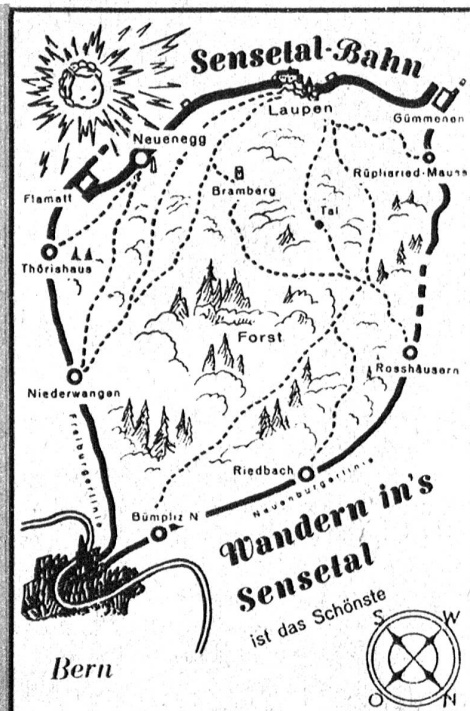 Sensetal-Bahn
Laupen
Gümmenen
Neuenegg
Rüpliaried-Mauss
Bramberg
Flamatt
Tal
Thörishaus
Forst
Rosshäusern
Niederwangen
Freiburgerlinie
Riedbach
Neuenburgerlinie
Bümpliz N
Wandern in's
Sensetal
ist das Schönste
Bern
S W
O N